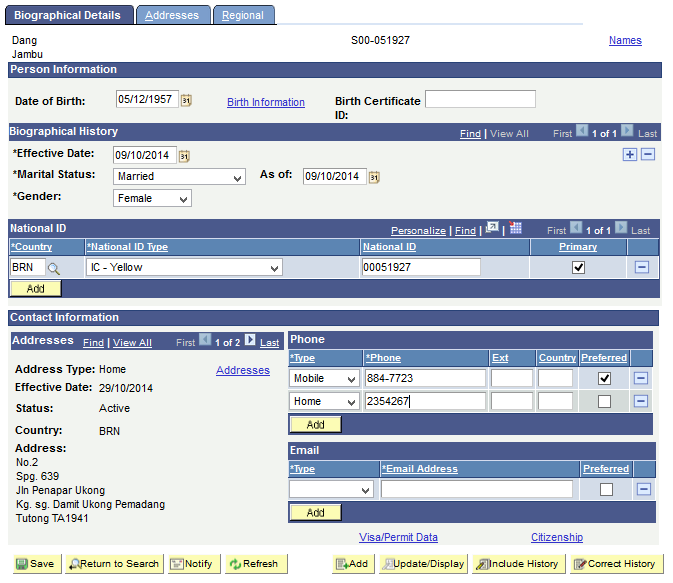 Biographical Details Addresses Regional
Dang S00-051927 Names
Jambu
Person Information
Date of Birth: 05/12/1957 31 Birth Information Birth Certificate
ID:
Biographical History Find | View All First 1 of 1 Last
*Effective Date: 09/10/2014 31
*Marital Status: Married As of: 09/10/2014 31
*Gender: Female
National ID Personalize | Find | | First 1 of 1 Last
*Country *National ID Type National ID Primary
BRN IC - Yellow 00051927
Add
Contact Information
Addresses Find | View All First 1 of 2 Last
Address Type: Home Addresses
Effective Date: 29/10/2014
Status: Active
Country: BRN
Address:
No.2
Spg. 639
Jln Penapar Ukong
Kg. sg. Damit Ukong Pemadang
Tutong TA1941
Phone
*Type *Phone Ext Country Preferred
Mobile 884-7723
Home 2354267
Add
Email
*Type *Email Address Preferred
Add
Visa/Permit Data Citizenship
Save Return to Search Notify Refresh Add Update/Display Include History Correct History